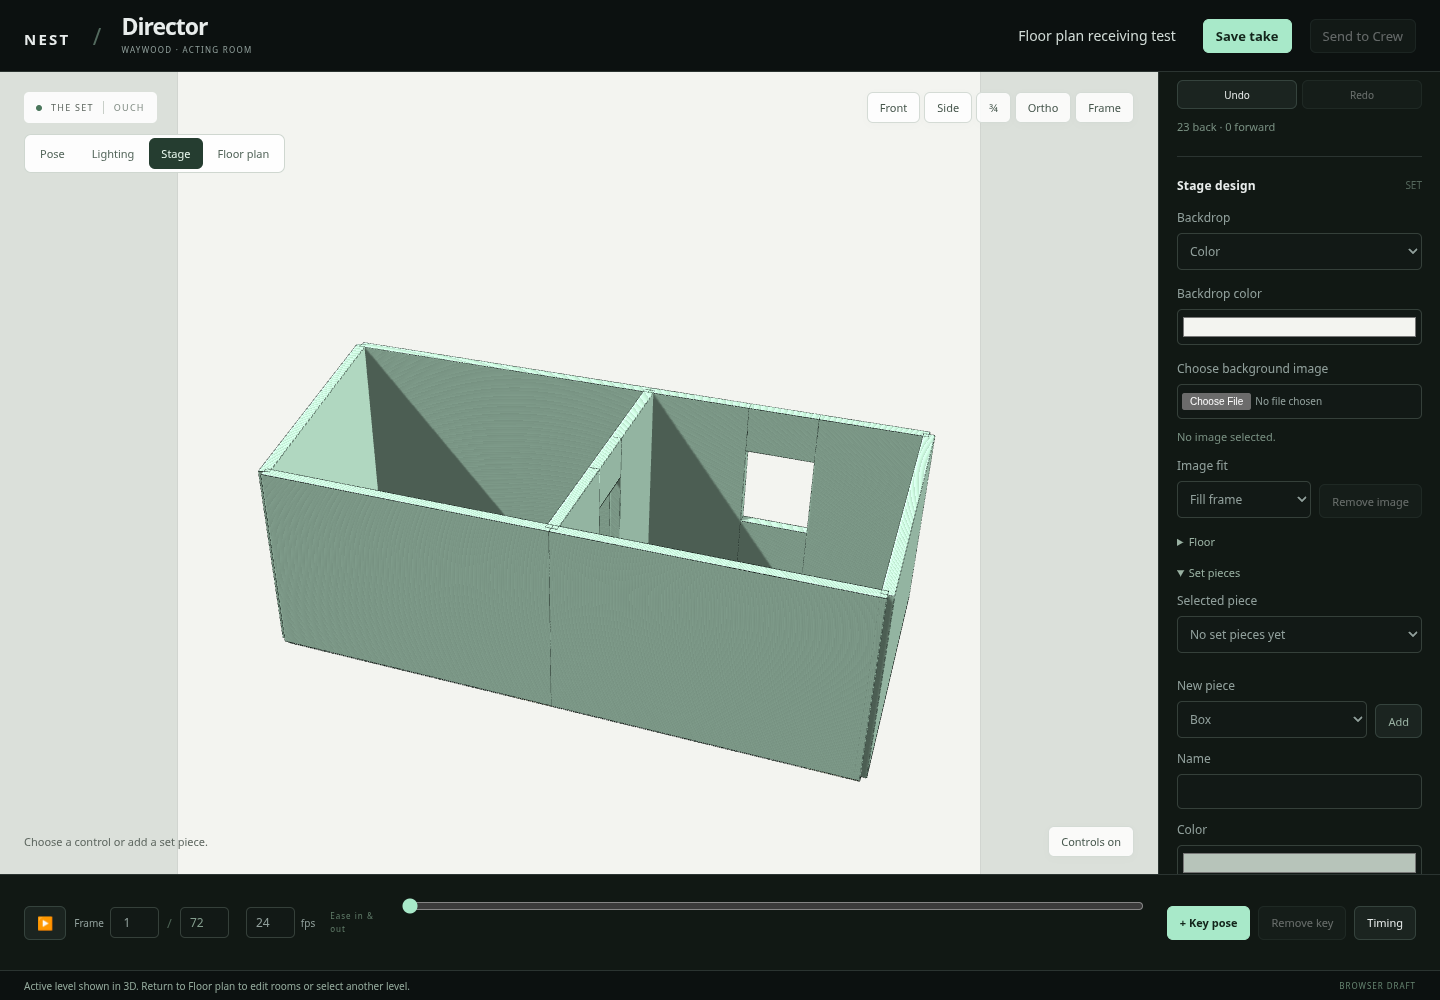 NEST / Director
WAYWOOD · ACTING ROOM
Floor plan receiving test
Save take
Send to Crew
THE SET
OUCH
Pose
Lighting
Stage
Floor plan
Front
Side
¾
Ortho
Frame
Choose a control or add a set piece.
Controls on
Undo
Redo
23 back · 0 forward
Stage design
SET
Backdrop
Color
Backdrop color
Choose background image
Choose File No file chosen
No image selected.
Image fit
Fill frame
Remove image
Floor
Set pieces
Selected piece
No set pieces yet
New piece
Box
Add
Name
Color
Frame 1 / 72
24 fps
Ease in &
out
+ Key pose
Remove key
Timing
Active level shown in 3D. Return to Floor plan to edit rooms or select another level.
BROWSER DRAFT